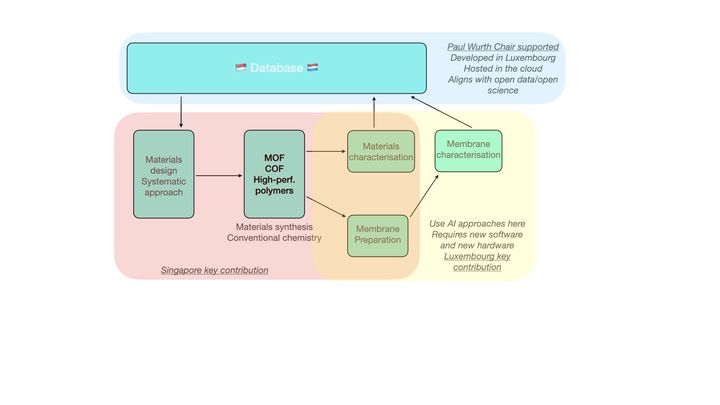 Database
Paul Wurth Chair supported
Developed in Luxembourg
Hosted in the cloud
Aligns with open data/open
science
Materials
design
Systematic
approach
MOF
COF
High-perf.
polymers
Materials synthesis
Conventional chemistry
Materials
characterisation
Membrane
Preparation
Membrane
characterisation
Use AI approaches here
Requires new software
and new hardware
Luxembourg key
contribution
Singapore key contribution